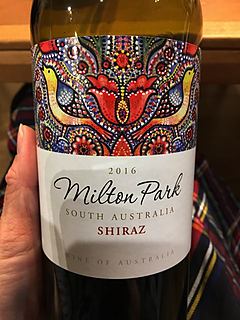 2016
Milton Park
SOUTH AUSTRALIA
SHIRAZ
WINE OF AUSTRALIA